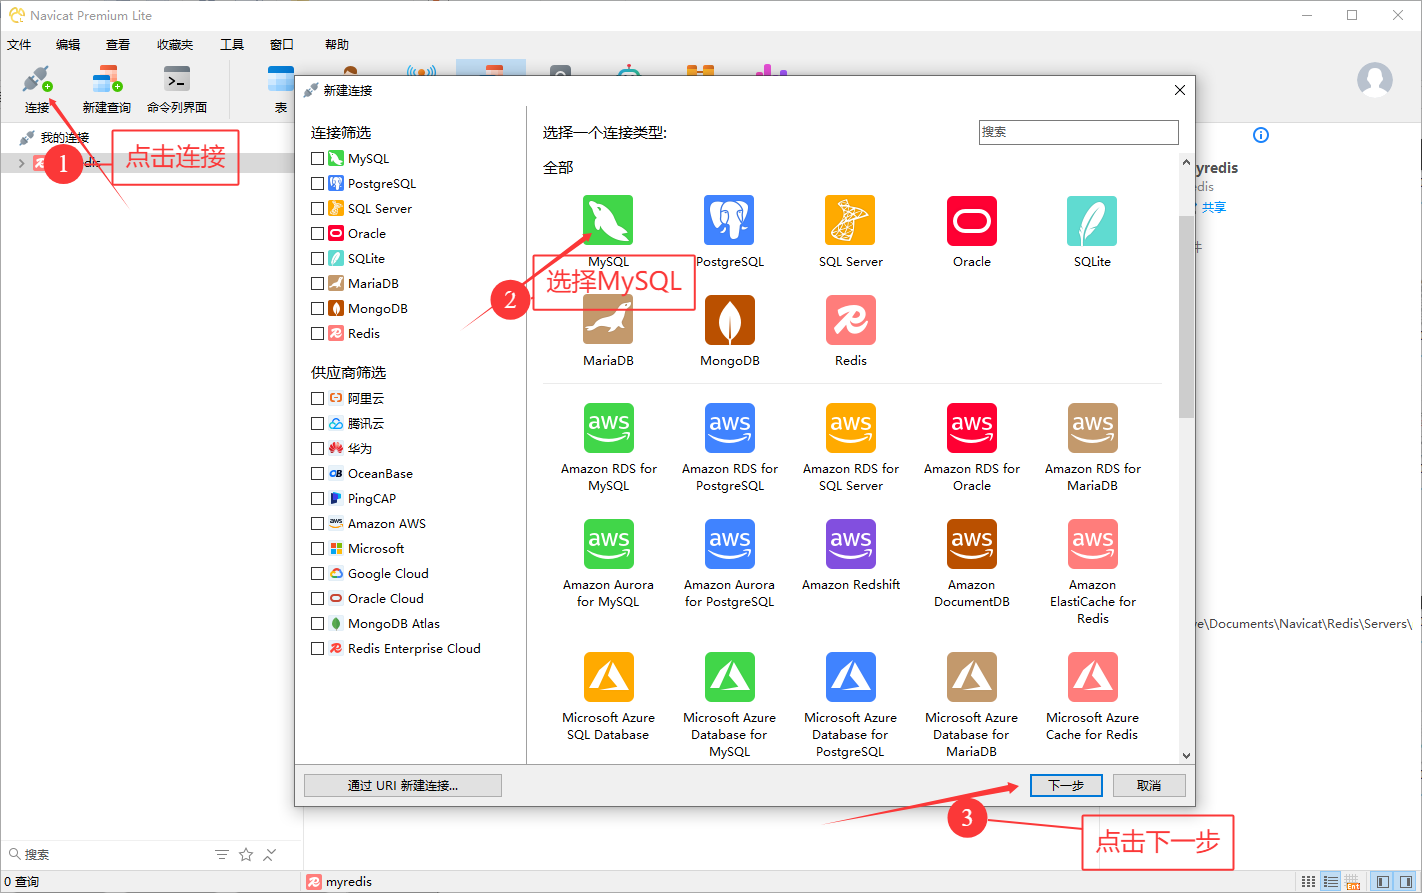 Navicat Premium Lite
文件 编辑 查看 收藏夹 工具 窗口 帮助
连接 新建查询 命令列界面 表
我的连接
dis
1
点击连接
新建连接
连接筛选
MySQL
PostgreSQL
SQL Server
Oracle
SQLite
MariaDB
MongoDB
Redis
供应商筛选
阿里云
腾讯云
华为
OceanBase
PingCAP
Amazon AWS
Microsoft
Google Cloud
Oracle Cloud
MongoDB Atlas
Redis Enterprise Cloud
选择一个连接类型:
搜索
全部
MySQL
PostgreSQL
SQL Server
Oracle
SQLite
2
选择MySQL
MariaDB
MongoDB
Redis
aws
Amazon RDS for
MySQL
aws
Amazon RDS for
PostgreSQL
aws
Amazon RDS for
SQL Server
aws
Amazon RDS for
Oracle
aws
Amazon RDS for
MariaDB
aws
Amazon Aurora
for MySQL
aws
Amazon Aurora
for PostgreSQL
aws
Amazon Redshift
aws
Amazon
DocumentDB
aws
Amazon
ElastiCache for
Redis
Microsoft Azure
SQL Database
Microsoft Azure
Database for
MySQL
Microsoft Azure
Database for
PostgreSQL
Microsoft Azure
Database for
MariaDB
Microsoft Azure
Cache for Redis
通过 URI 新建连接...
下一步
取消
3
点击下一步
yredis
edis
共享
ve\Documents\Navicat\Redis\Servers\
搜索
0 查询
myredis